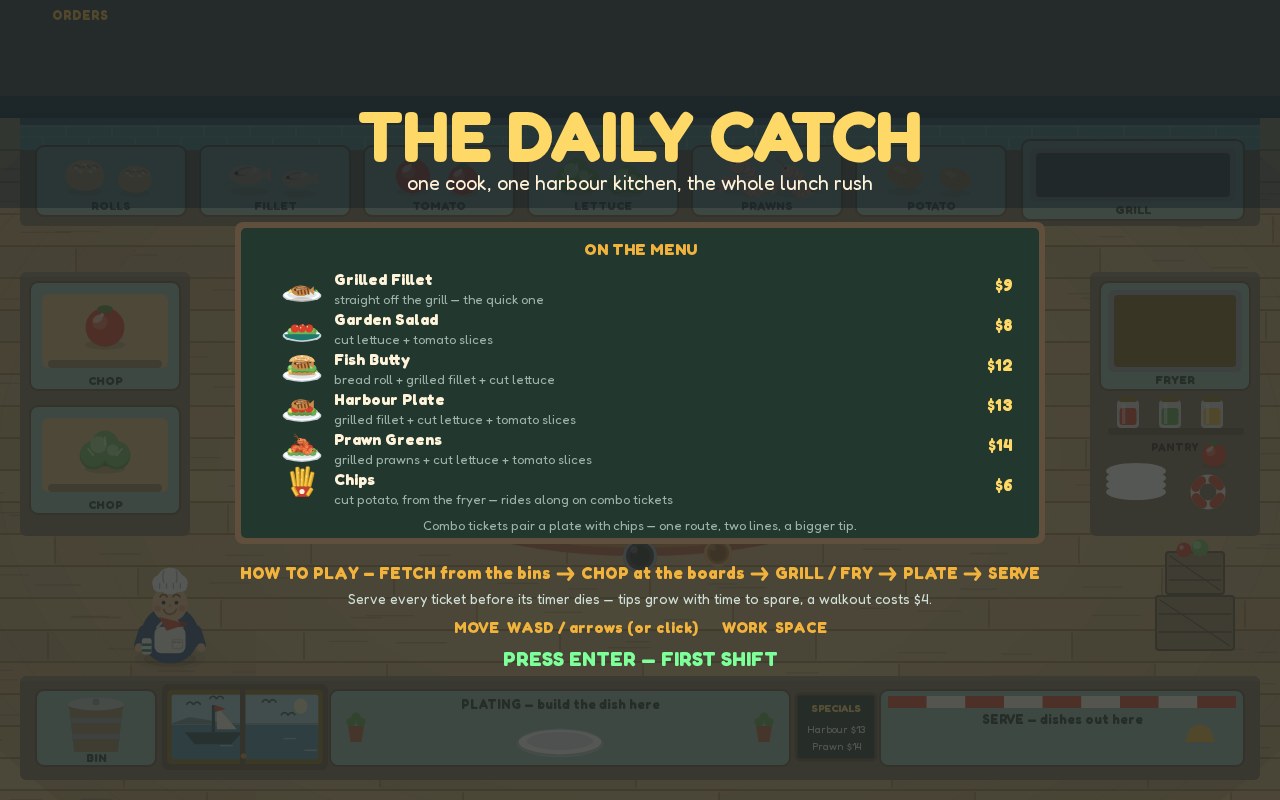 ORDERS
THE DAILY CATCH
one cook, one harbour kitchen, the whole lunch rush
ROLLS
FILLET
TOMATO
LETTUCE
PRAWNS
POTATO
GRILL
ON THE MENU
Grilled Fillet
$9
straight off the grill — the quick one
Garden Salad
$8
cut lettuce + tomato slices
Fish Butty
$12
bread roll + grilled fillet + cut lettuce
Harbour Plate
$13
grilled fillet + cut lettuce + tomato slices
Prawn Greens
$14
grilled prawns + cut lettuce + tomato slices
Chips
$6
cut potato, from the fryer — rides along on combo tickets
Combo tickets pair a plate with chips — one route, two lines, a bigger tip.
CHOP
CHOP
FRYER
PANTRY
HOW TO PLAY — FETCH from the bins → CHOP at the boards → GRILL / FRY → PLATE → SERVE
Serve every ticket before its timer dies — tips grow with time to spare, a walkout costs $4.
MOVE WASD / arrows (or click) WORK SPACE
PRESS ENTER — FIRST SHIFT
BIN
PLATING — build the dish here
SPECIALS
Harbour $13
Prawn $14
SERVE — dishes out here